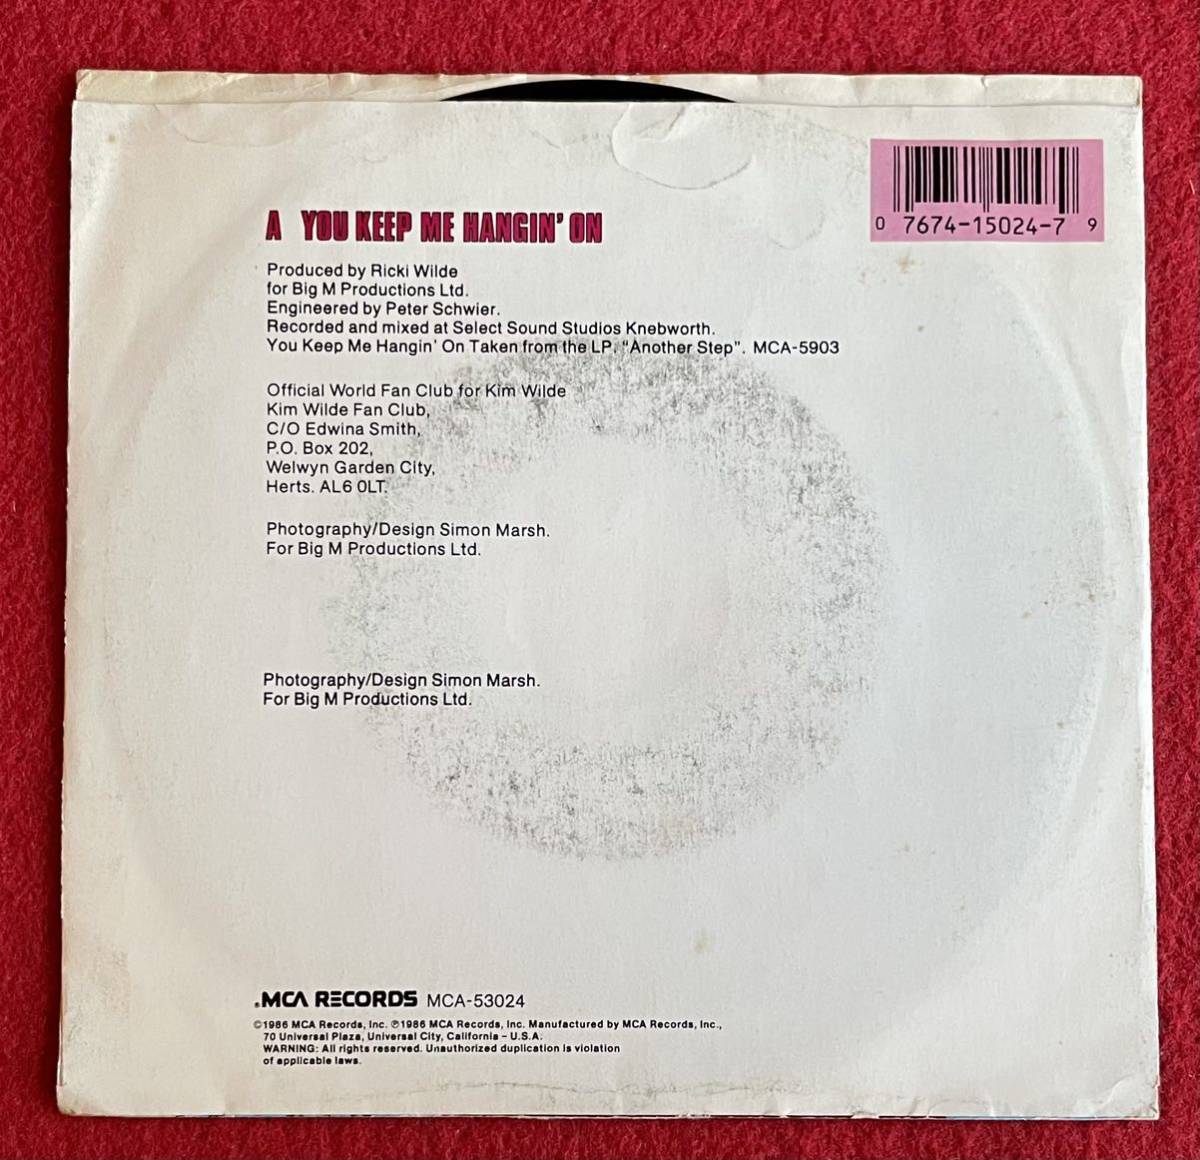 0 7674-15024-7 9
A YOU KEEP ME HANGIN' ON
Produced by Ricki Wilde
for Big M Productions Ltd.
Engineered by Peter Schwier.
Recorded and mixed at Select Sound Studios Knebworth.
You Keep Me Hangin' On Taken from the LP. "Another Step". MCA-5903
Official World Fan Club for Kim Wilde
Kim Wilde Fan Club,
C/O Edwina Smith,
P.O. Box 202,
Welwyn Garden City,
Herts. AL6 0LT.
Photography/Design Simon Marsh.
For Big M Productions Ltd.
Photography/Design Simon Marsh.
For Big M Productions Ltd.
.MCA RECORDS MCA-53024
©1986 MCA Records, Inc. ℗1986 MCA Records, Inc. Manufactured by MCA Records, Inc.,
70 Universal Plaza, Universal City, California - U.S.A.
WARNING: All rights reserved. Unauthorized duplication is violation
of applicable laws.